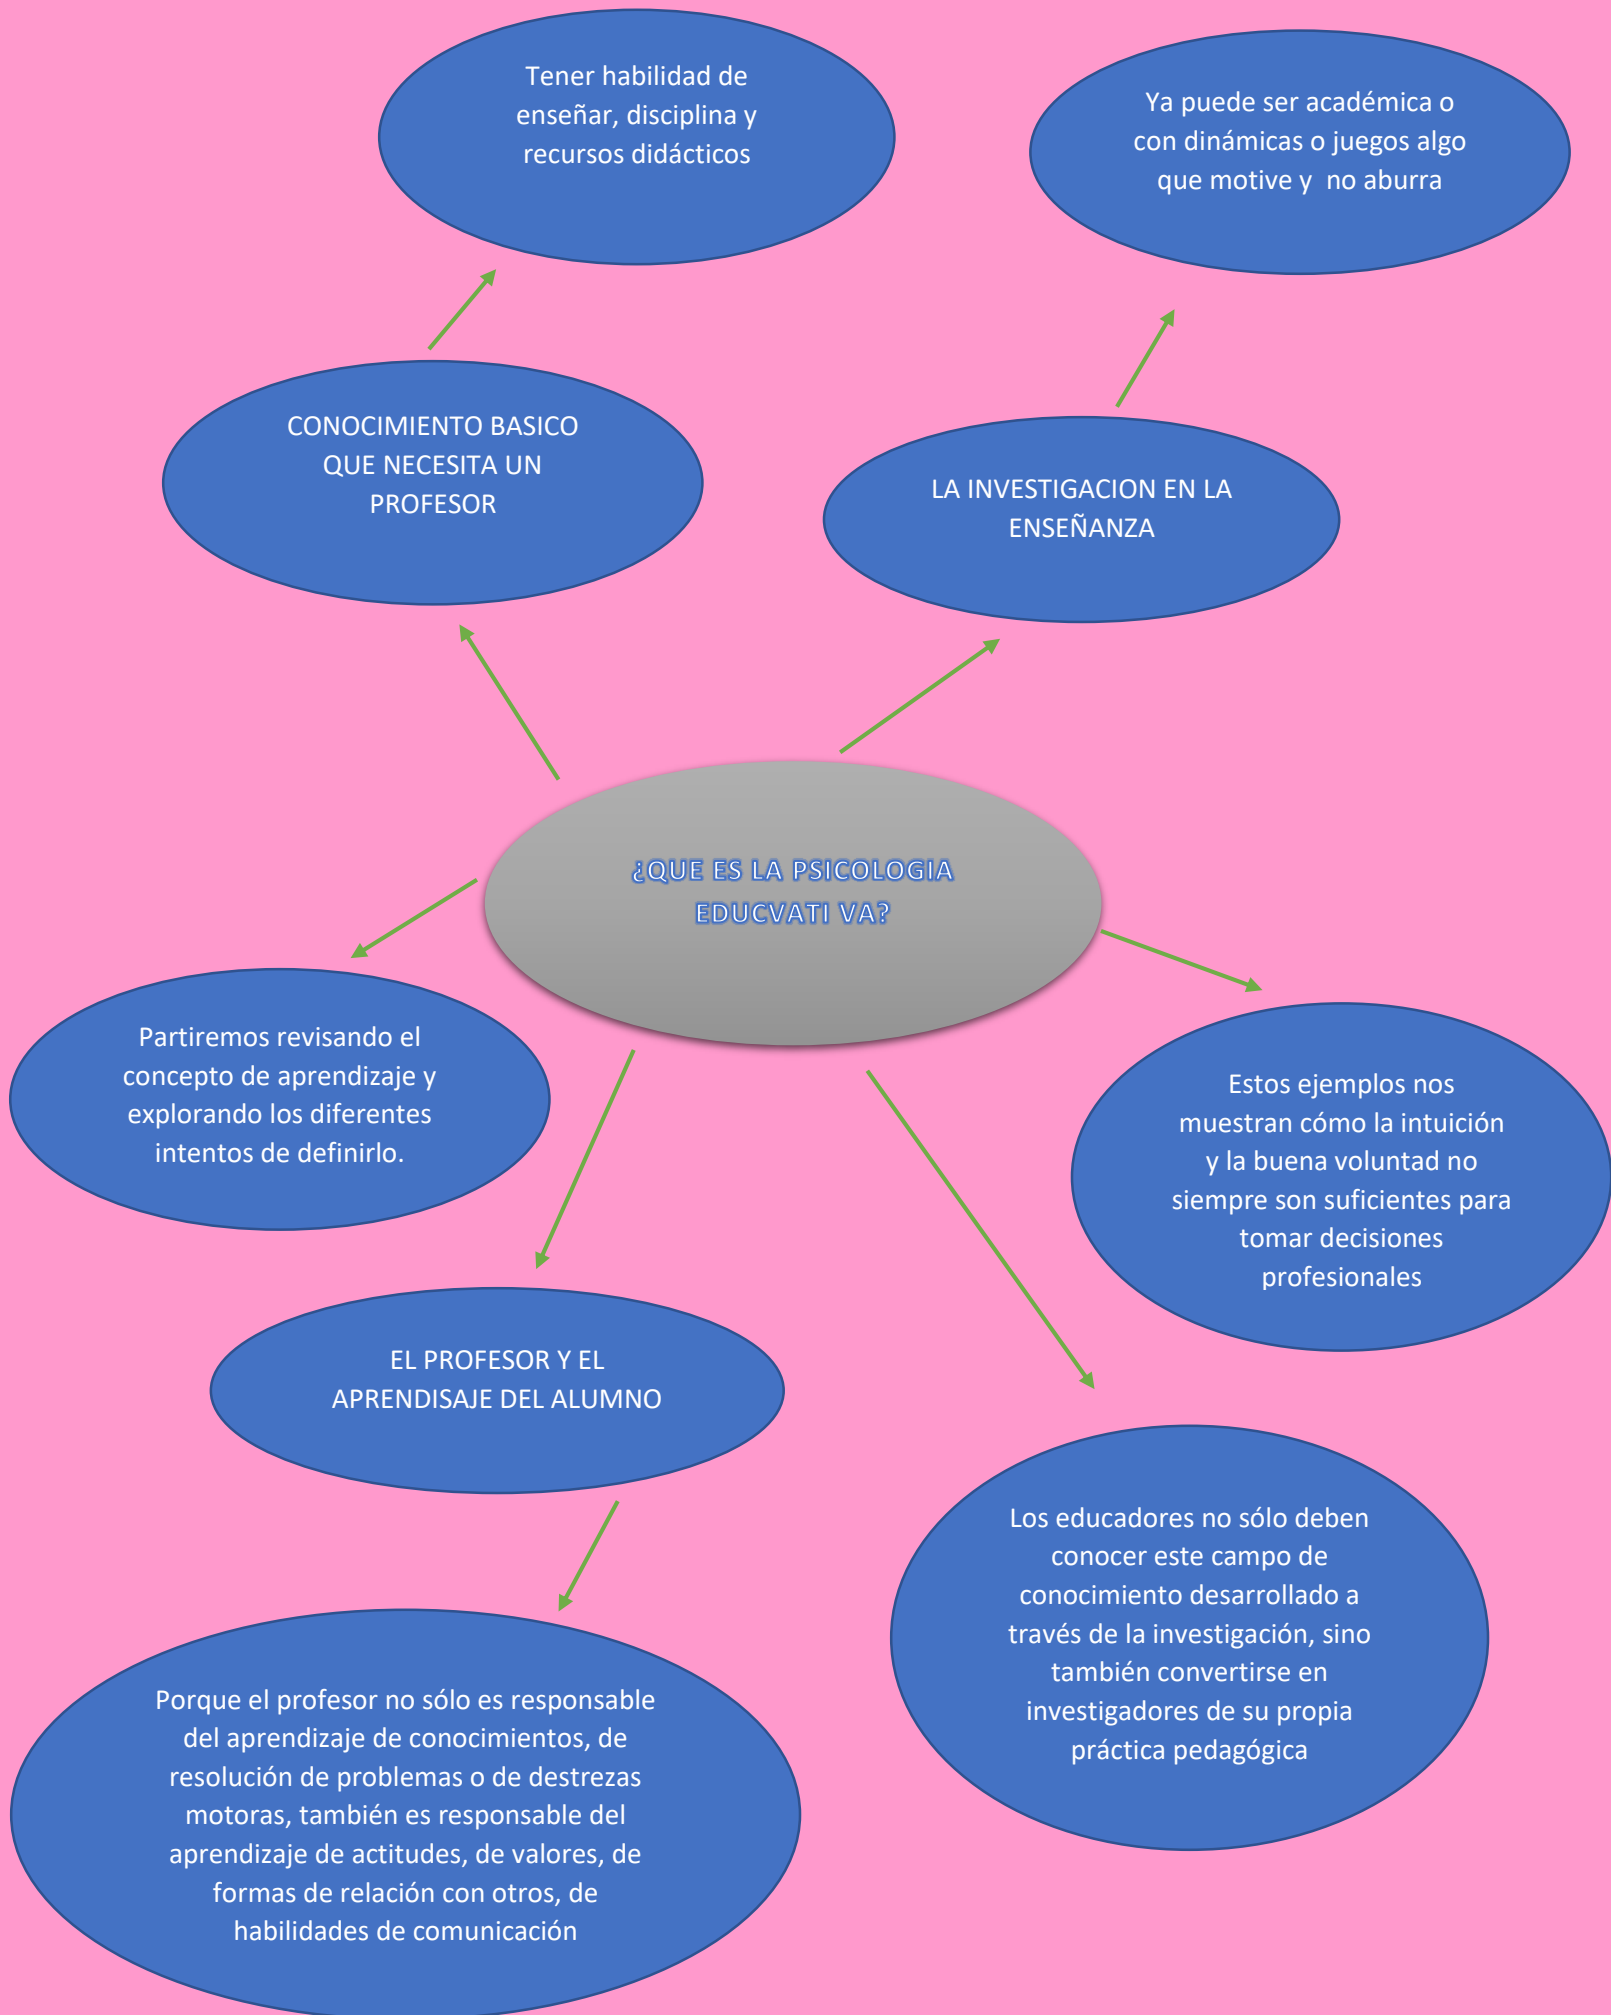 Tener habilidad de
enseñar, disciplina y
recursos didácticos
Ya puede ser académica o
con dinámicas o juegos algo
que motive y  no aburra
CONOCIMIENTO BASICO
QUE NECESITA UN
PROFESOR
LA INVESTIGACION EN LA
ENSEÑANZA
¿QUE ES LA PSICOLOGIA
EDUCVATI VA?
Partiremos revisando el
concepto de aprendizaje y
explorando los diferentes
intentos de definirlo.
Estos ejemplos nos
muestran cómo la intuición
y la buena voluntad no
siempre son suficientes para
tomar decisiones
profesionales
EL PROFESOR Y EL
APRENDISAJE DEL ALUMNO
Los educadores no sólo deben
conocer este campo de
conocimiento desarrollado a
través de la investigación, sino
también convertirse en
investigadores de su propia
práctica pedagógica
Porque el profesor no sólo es responsable
del aprendizaje de conocimientos, de
resolución de problemas o de destrezas
motoras, también es responsable del
aprendizaje de actitudes, de valores, de
formas de relación con otros, de
habilidades de comunicación